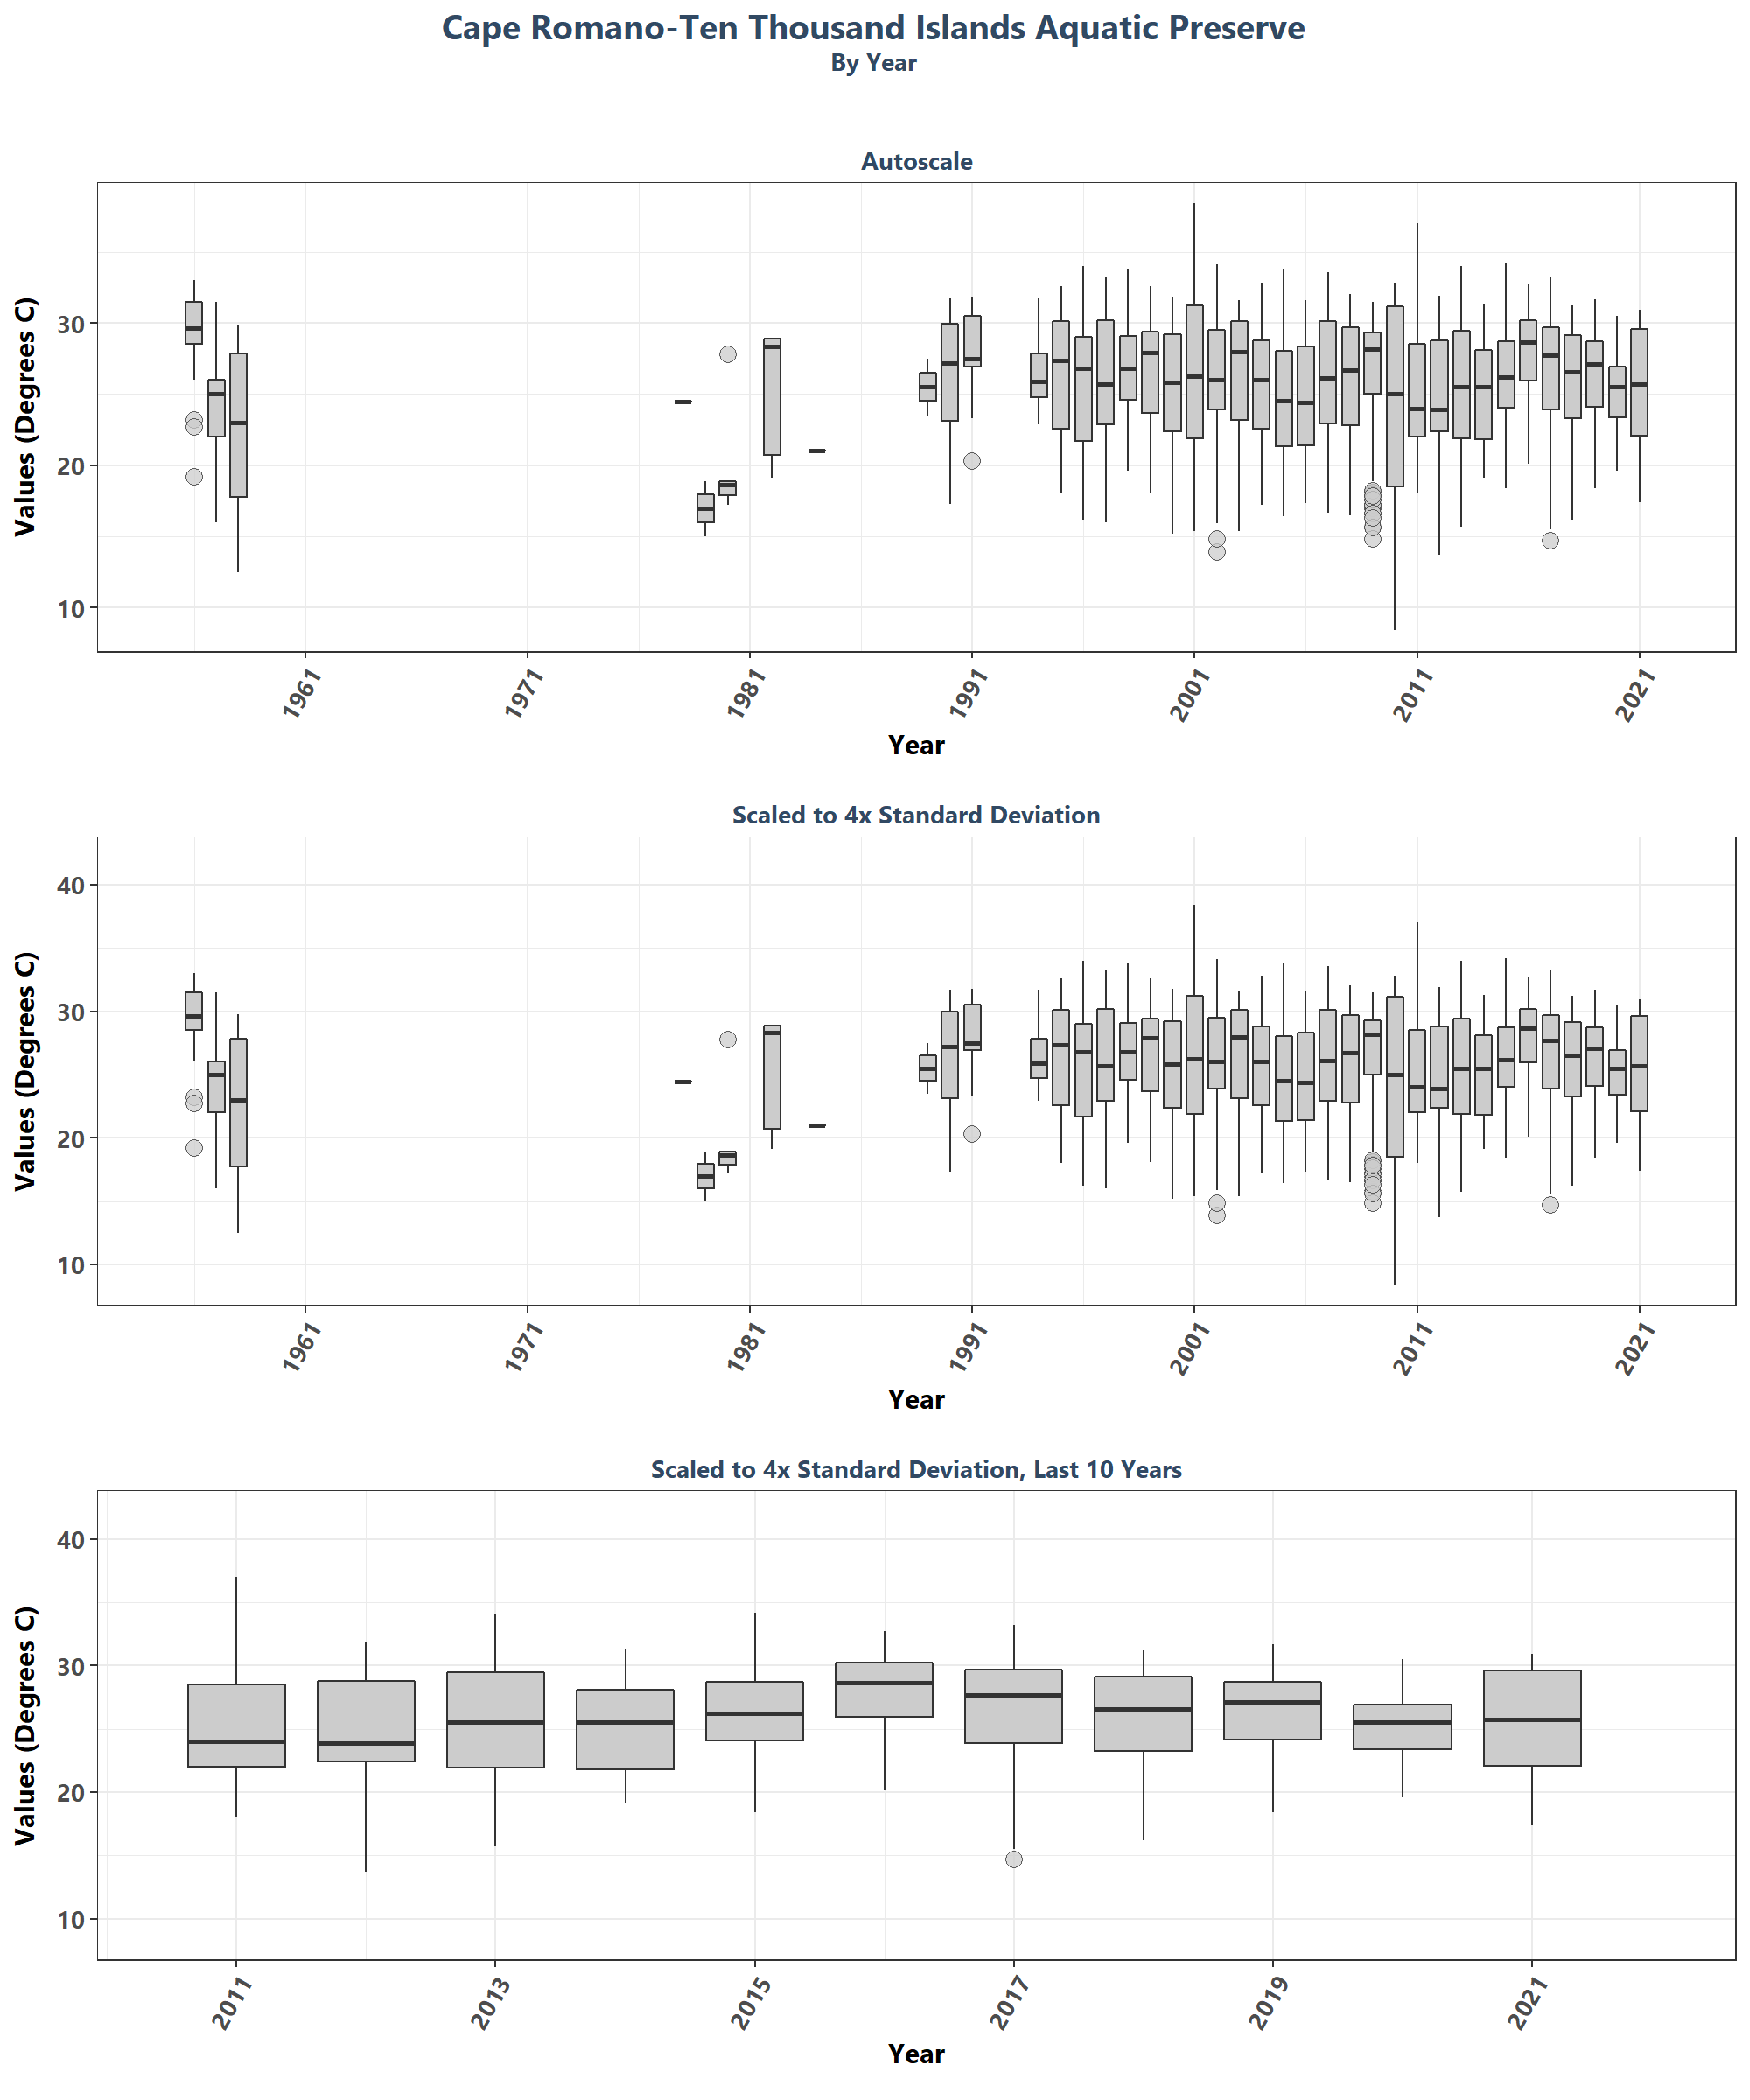 Cape Romano-Ten Thousand Islands Aquatic Preserve
By Year
Autoscale
Values (Degrees C)
30
20
10
1961 1971 1981 1991 2001 2011 2021
Year
Scaled to 4x Standard Deviation
Values (Degrees C)
40
30
20
10
1961 1971 1981 1991 2001 2011 2021
Year
Scaled to 4x Standard Deviation, Last 10 Years
Values (Degrees C)
40
30
20
10
2011 2013 2015 2017 2019 2021
Year